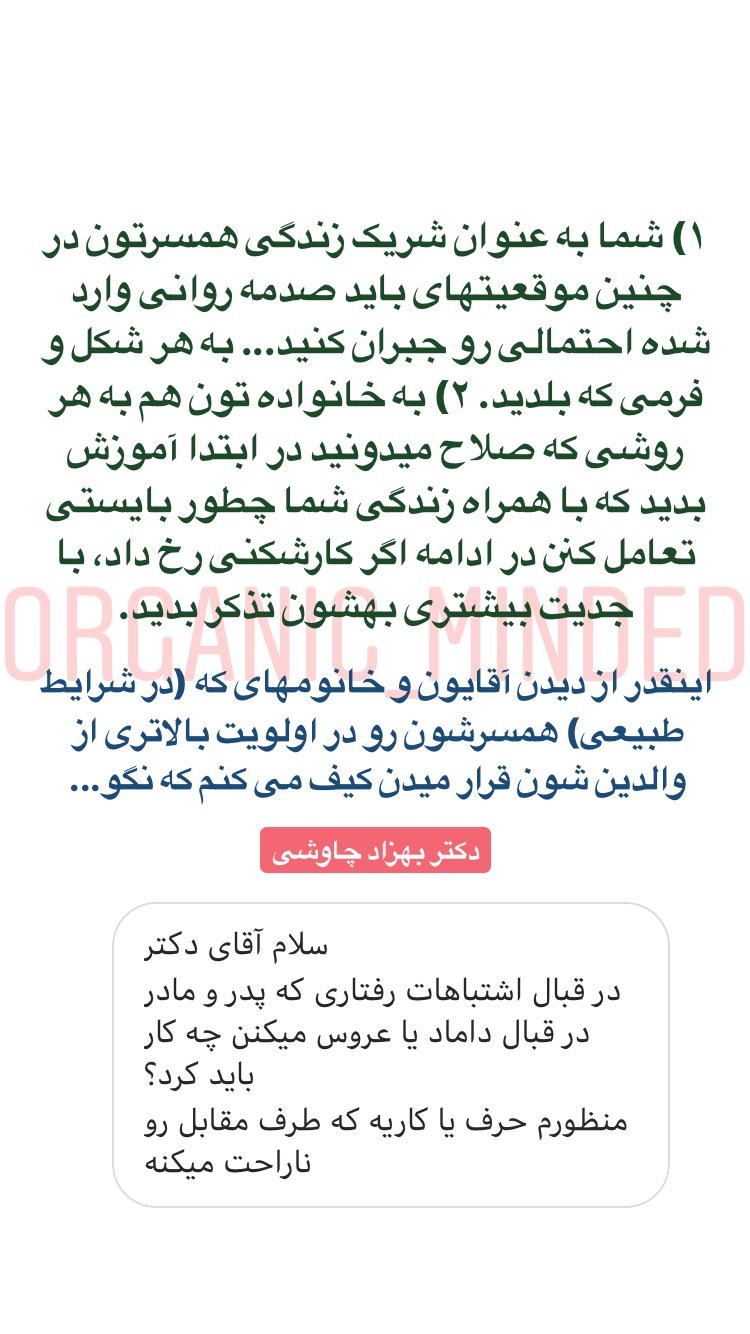 ۱) شما به عنوان شریک زندگی همسرتون در
چنین موقعیتهای باید صدمه روانی وارد
شده احتمالی رو جبران کنید... به هر شکل و
فرمی که بلدید. ۲) به خانواده تون هم به هر
روشی که صلاح میدونید در ابتدا آموزش
بدید که با همراه زندگی شما چطور بایستی
تعامل کنن در ادامه اگر کارشکنی رخ داد، با
جدیت بیشتری بهشون تذکر بدید.
ORGANIC_MINDED
اینقدر از دیدن آقایون و خانومهای که (در شرایط
طبیعی) همسرشون رو در اولویت بالاتری از
والدین شون قرار میدن کیف می کنم که نگو...
دکتر بهزاد چاوشی
سلام آقای دکتر
در قبال اشتباهات رفتاری که پدر و مادر
در قبال داماد یا عروس میکنن چه کار
باید کرد؟
منظورم حرف یا کاریه که طرف مقابل رو
ناراحت میکنه